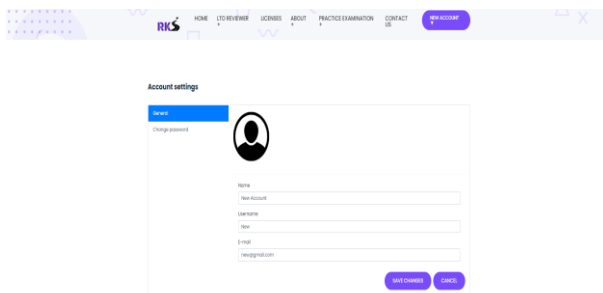 RKS
HOME
LTO REVIEWER
LICENSES
ABOUT
PRACTICE EXAMINATION
CONTACT US
NEW ACCOUNT
Account settings
General
Change password
Name
New Account
Username
New
E-mail
new@gmail.com
SAVE CHANGES
CANCEL